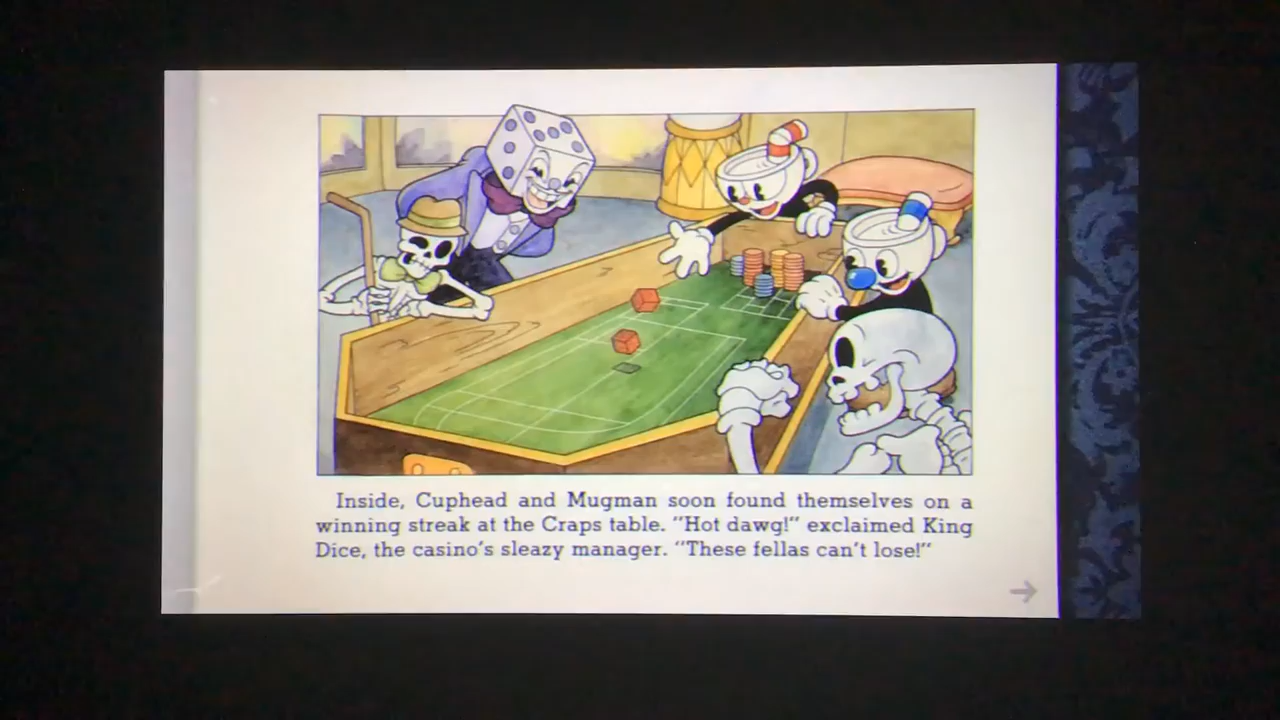 Inside, Cuphead and Mugman soon found themselves on a
winning streak at the Craps table. "Hot dawg!" exclaimed King
Dice, the casino's sleazy manager. "These fellas can't lose!"